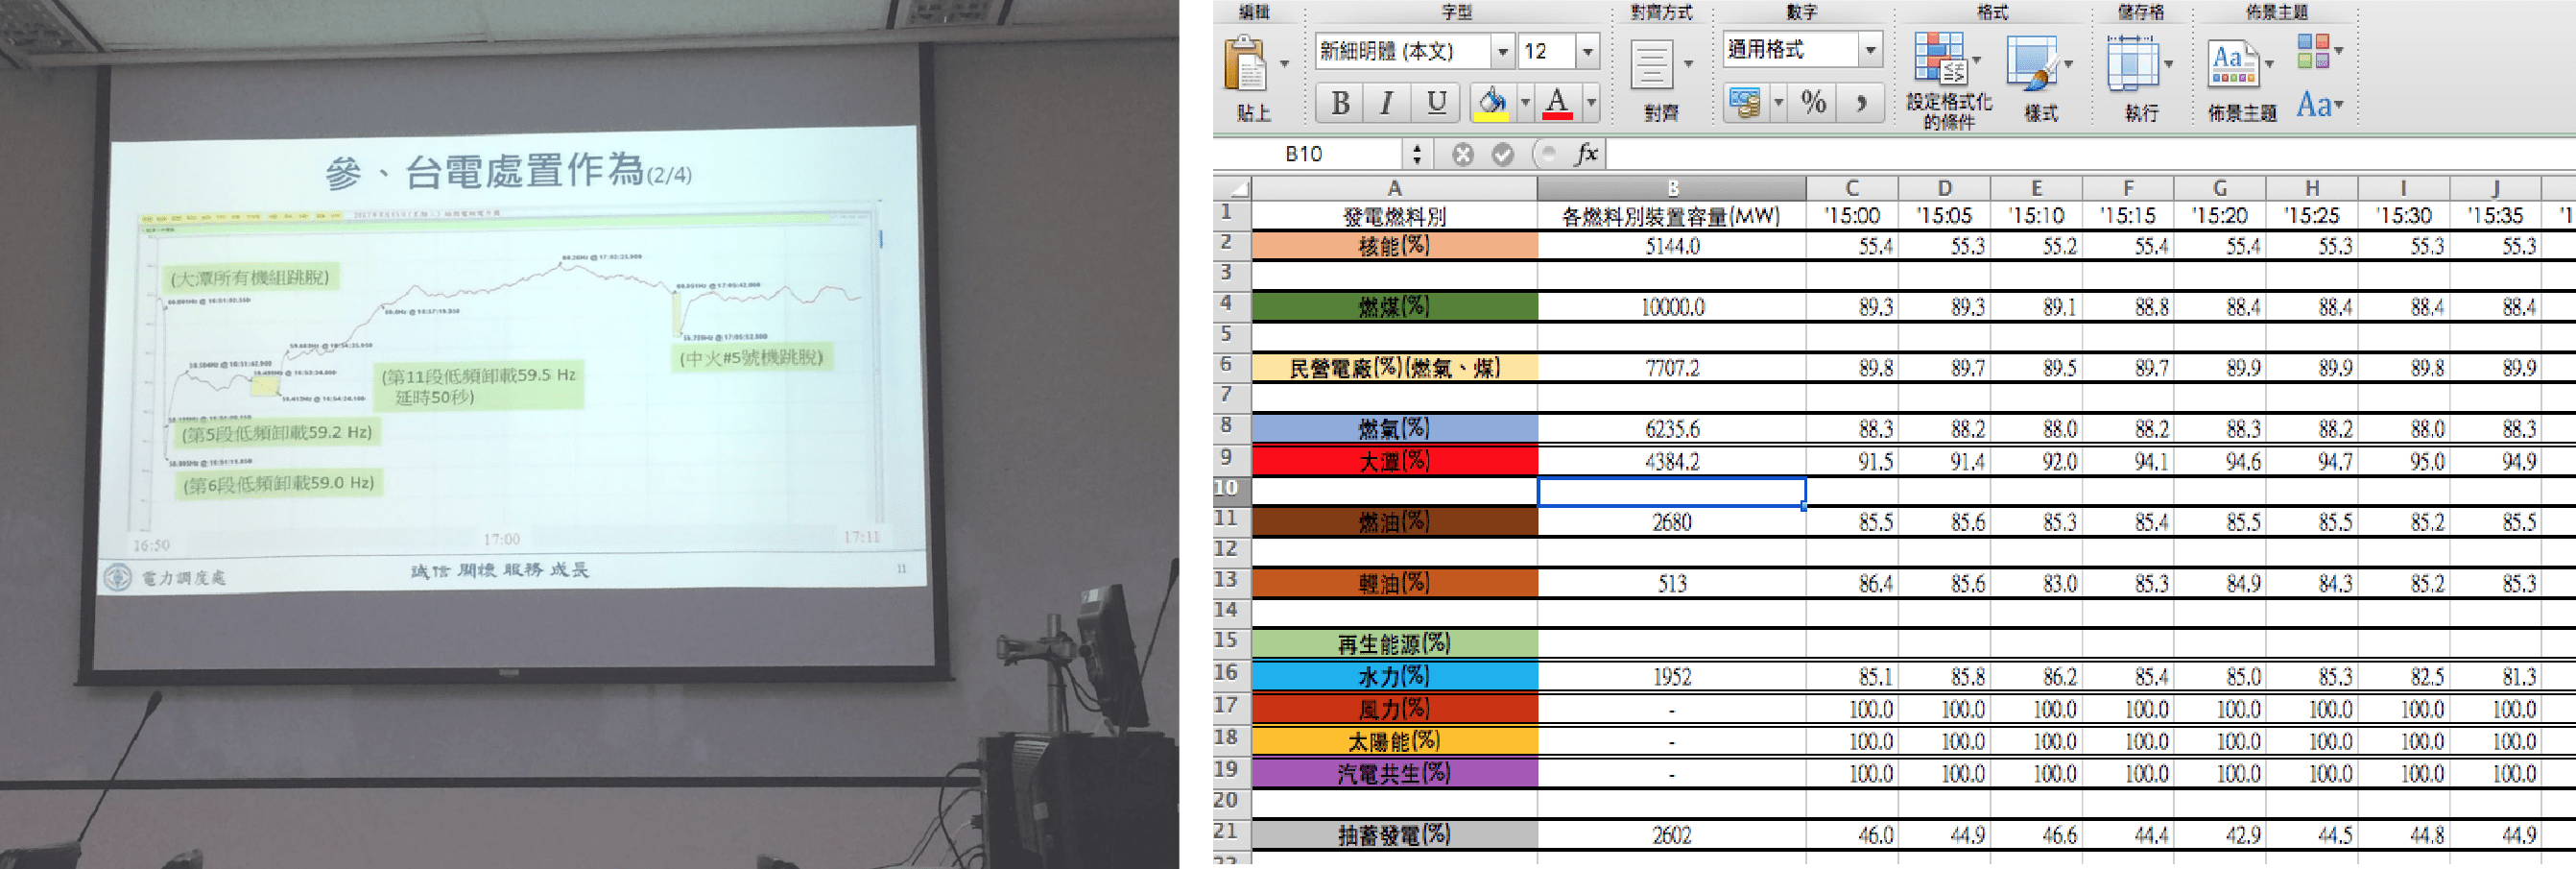 參、台電處置作為(2/4)
(大潭所有機組跳脫)
(中火#5號機跳脫)
(第11段低頻卸載59.5 Hz
延時50秒)
(第5段低頻卸載59.2 Hz)
(第6段低頻卸載59.0 Hz)
16:50 17:00 17:11
電力調度處 誠信 關懷 服務 成長 11
編輯 字型 對齊方式 數字 格式 儲存格 佈景主題
新細明體 (本文) 12 通用格式
貼上 B I U A 對齊 % , 設定格式化的條件 樣式 執行 佈景主題 Aa
B10 fx
A B C D E F G H I J
1 發電燃料別 各燃料別裝置容量(MW) '15:00 '15:05 '15:10 '15:15 '15:20 '15:25 '15:30 '15:35 '1
2 核能(%) 5144.0 55.4 55.3 55.2 55.4 55.4 55.3 55.3 55.3
3
4 燃煤(%) 10000.0 89.3 89.3 89.1 88.8 88.4 88.4 88.4 88.4
5
6 民營電廠(%)(燃氣、煤) 7707.2 89.8 89.7 89.5 89.7 89.9 89.9 89.8 89.9
7
8 燃氣(%) 6235.6 88.3 88.2 88.0 88.2 88.3 88.2 88.0 88.3
9 大潭(%) 4384.2 91.5 91.4 92.0 94.1 94.6 94.7 95.0 94.9
10
11 燃油(%) 2680 85.5 85.6 85.3 85.4 85.5 85.5 85.2 85.5
12
13 輕油(%) 513 86.4 85.6 83.0 85.3 84.9 84.3 85.2 85.3
14
15 再生能源(%)
16 水力(%) 1952 85.1 85.8 86.2 85.4 85.0 85.3 82.5 81.3
17 風力(%) - 100.0 100.0 100.0 100.0 100.0 100.0 100.0 100.0
18 太陽能(%) - 100.0 100.0 100.0 100.0 100.0 100.0 100.0 100.0
19 汽電共生(%) - 100.0 100.0 100.0 100.0 100.0 100.0 100.0 100.0
20
21 抽蓄發電(%) 2602 46.0 44.9 46.6 44.4 42.9 44.5 44.8 44.9